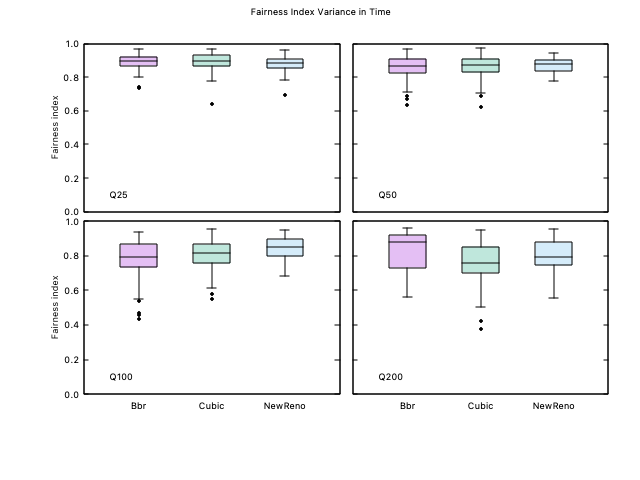 Fairness Index Variance in Time
1.0
0.8
0.6
0.4
0.2
0.0
Fairness index
Q25
Q50
1.0
0.8
0.6
0.4
0.2
0.0
Fairness index
Q100
Q200
Bbr Cubic NewReno Bbr Cubic NewReno